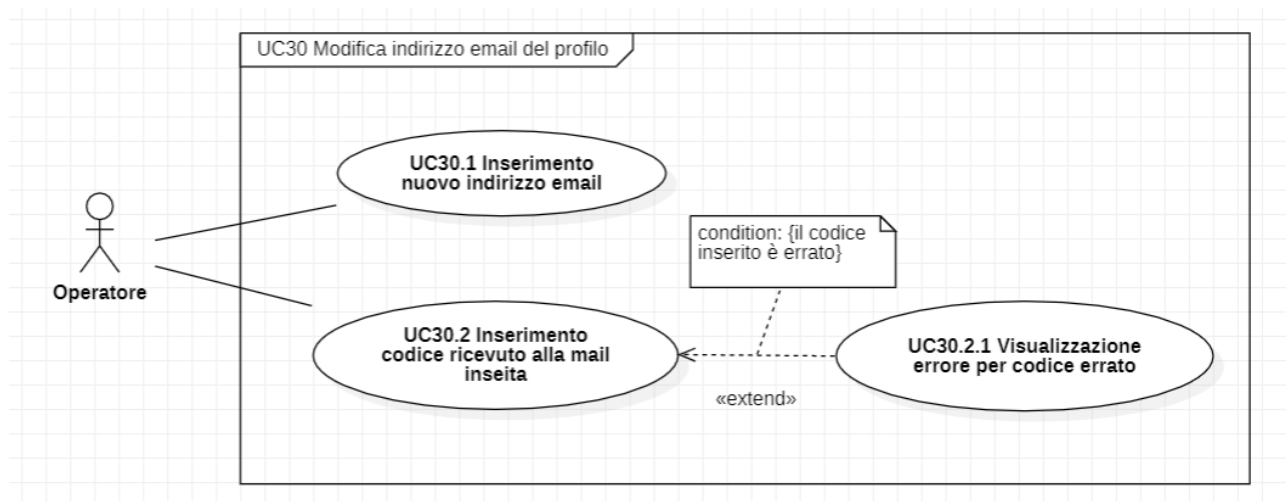 UC30 Modifica indirizzo email del profilo
UC30.1 Inserimento
nuovo indirizzo email
condition: {il codice
inserito è errato}
Operatore
UC30.2 Inserimento
codice ricevuto alla mail
inseita
UC30.2.1 Visualizzazione
errore per codice errato
«extend»